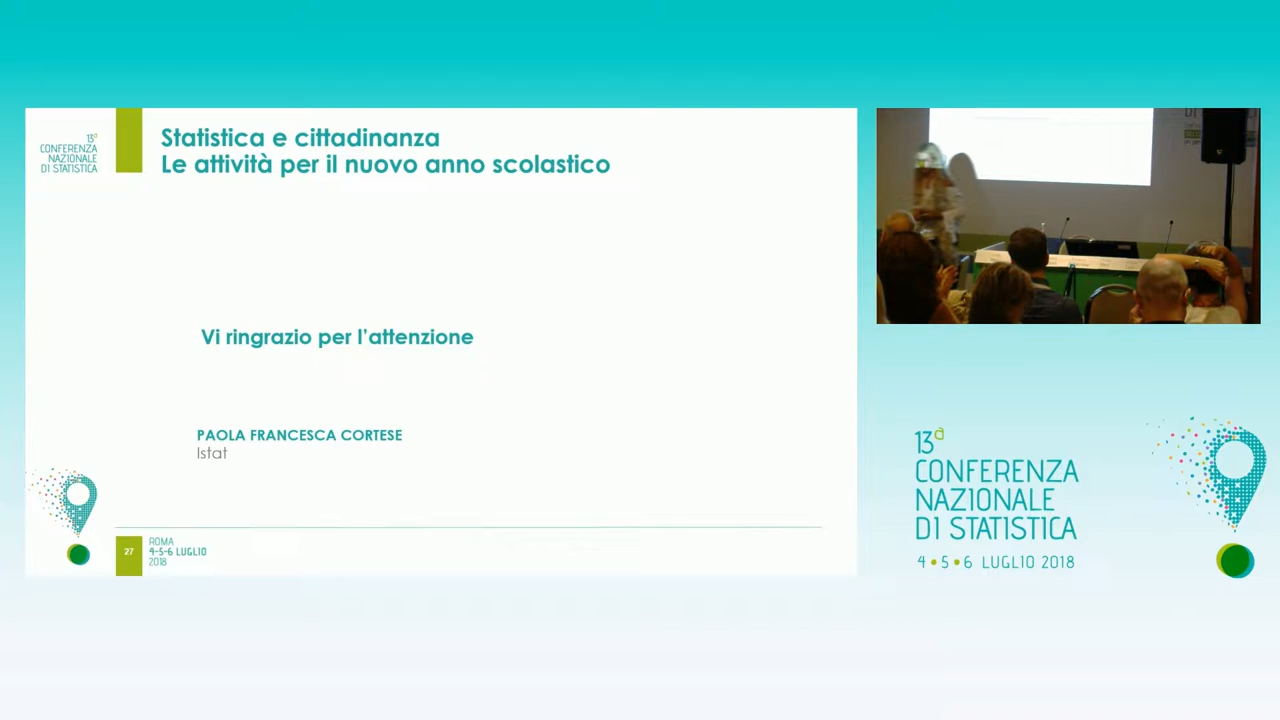 13ª
CONFERENZA
NAZIONALE
DI STATISTICA
Statistica e cittadinanza
Le attività per il nuovo anno scolastico
Vi ringrazio per l'attenzione
PAOLA FRANCESCA CORTESE
Istat
27
ROMA
4-5-6 LUGLIO
2018
13ª
CONFERENZA
NAZIONALE
DI STATISTICA
4•5•6 LUGLIO 2018